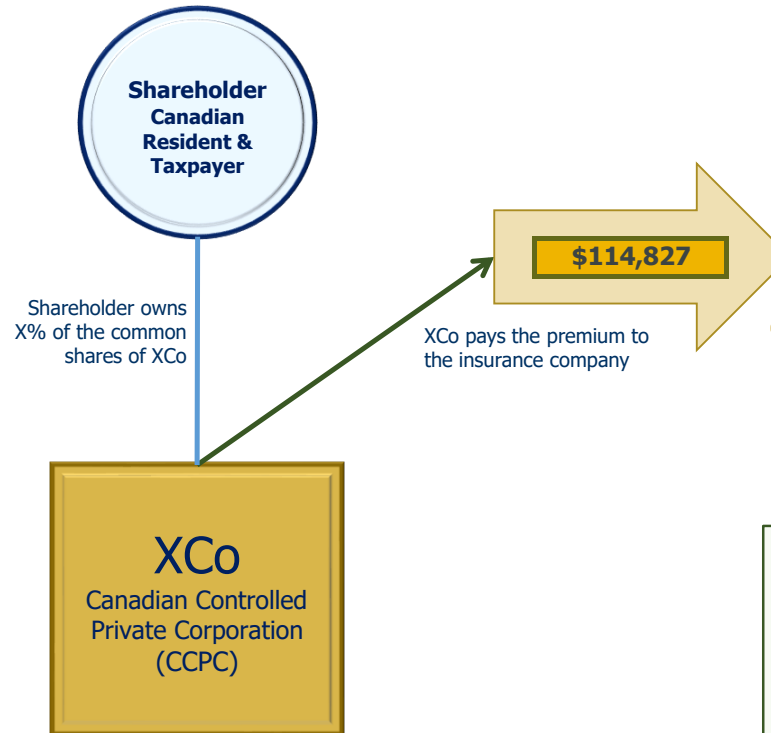 Shareholder
Canadian
Resident &
Taxpayer
$114,827
Shareholder owns
X% of the common
shares of XCo
XCo pays the premium to
the insurance company
XCo
Canadian Controlled
Private Corporation
(CCPC)